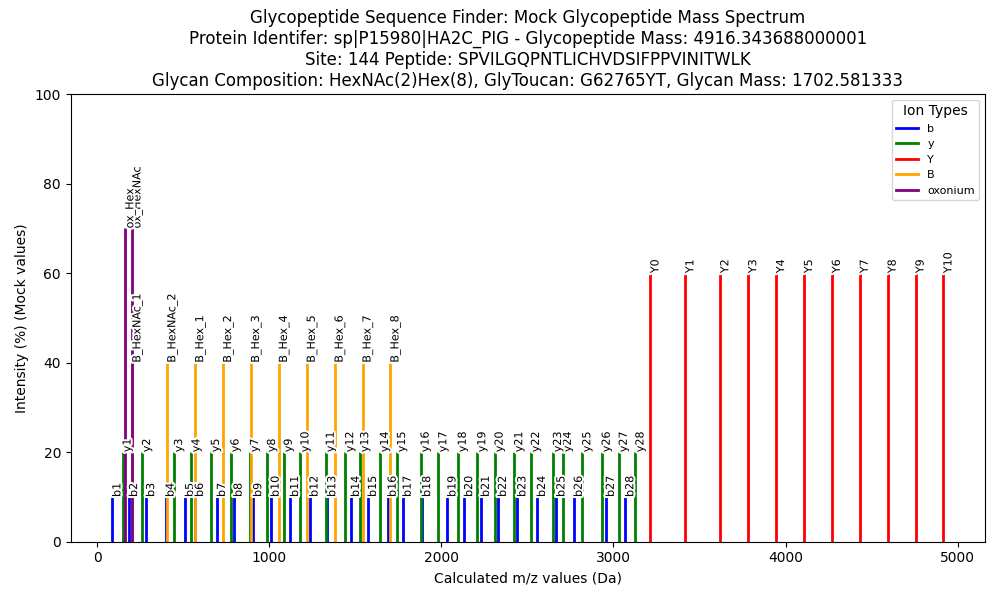 Glycopeptide Sequence Finder: Mock Glycopeptide Mass Spectrum
Protein Identifer: sp|P15980|HA2C_PIG - Glycopeptide Mass: 4916.343688000001
Site: 144 Peptide: SPVILGQPNTLICHVDSIFPPVINITWLK
Glycan Composition: HexNAc(2)Hex(8), GlyToucan: G62765YT, Glycan Mass: 1702.581333
Intensity (%) (Mock values)
100
80
60
40
20
0
Ion Types
b
y
Y
B
oxonium
ox_Hex
ox_HexNAc
B_HexNAc_1
B_HexNAc_2
B_Hex_1
B_Hex_2
B_Hex_3
B_Hex_4
B_Hex_5
B_Hex_6
B_Hex_7
B_Hex_8
Y0
Y1
Y2
Y3
Y4
Y5
Y6
Y7
Y8
Y9
Y10
y1
y2
y3
y4
y5
y6
y7
y8
y9
y10
y11
y12
y13
y14
y15
y16
y17
y18
y19
y20
y21
y22
y23
y24
y25
y26
y27
y28
b1
b2
b3
b4
b5
b6
b7
b8
b9
b10
b11
b12
b13
b14
b15
b16
b17
b18
b19
b20
b21
b22
b23
b24
b25
b26
b27
b28
0
1000
2000
3000
4000
5000
Calculated m/z values (Da)